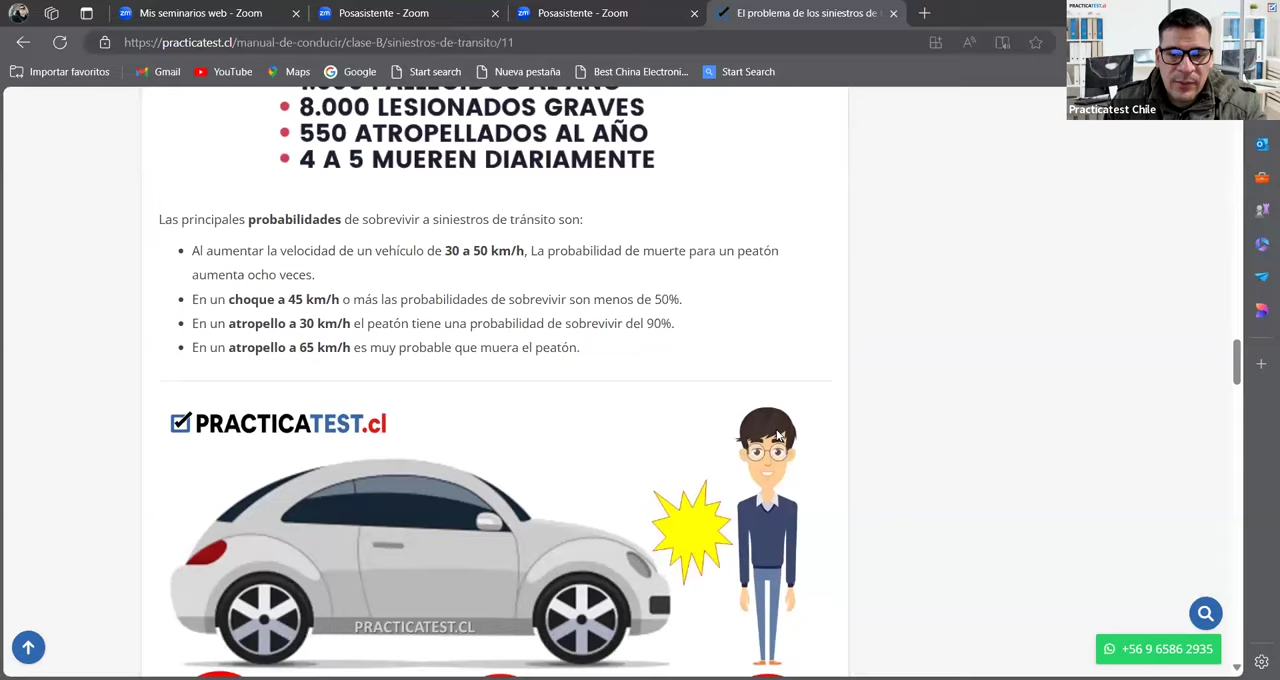 Mis seminarios web - Zoom
Posasistente - Zoom
Posasistente - Zoom
El problema de los siniestros de
https://practicatest.cl/manual-de-conducir/clase-B/siniestros-de-transito/11
Importar favoritos
Gmail
YouTube
Maps
Google
Start search
Nueva pestaña
Best China Electroni...
Start Search
PRACTICATEST.cl
Practicatest Chile
FALLECIDOS AL AÑO
• 8.000 LESIONADOS GRAVES
• 550 ATROPELLADOS AL AÑO
• 4 A 5 MUEREN DIARIAMENTE
Las principales probabilidades de sobrevivir a siniestros de tránsito son:
• Al aumentar la velocidad de un vehículo de 30 a 50 km/h, La probabilidad de muerte para un peatón
aumenta ocho veces.
• En un choque a 45 km/h o más las probabilidades de sobrevivir son menos de 50%.
• En un atropello a 30 km/h el peatón tiene una probabilidad de sobrevivir del 90%.
• En un atropello a 65 km/h es muy probable que muera el peatón.
PRACTICATEST.cl
PRACTICATEST.CL
+56 9 6586 2935